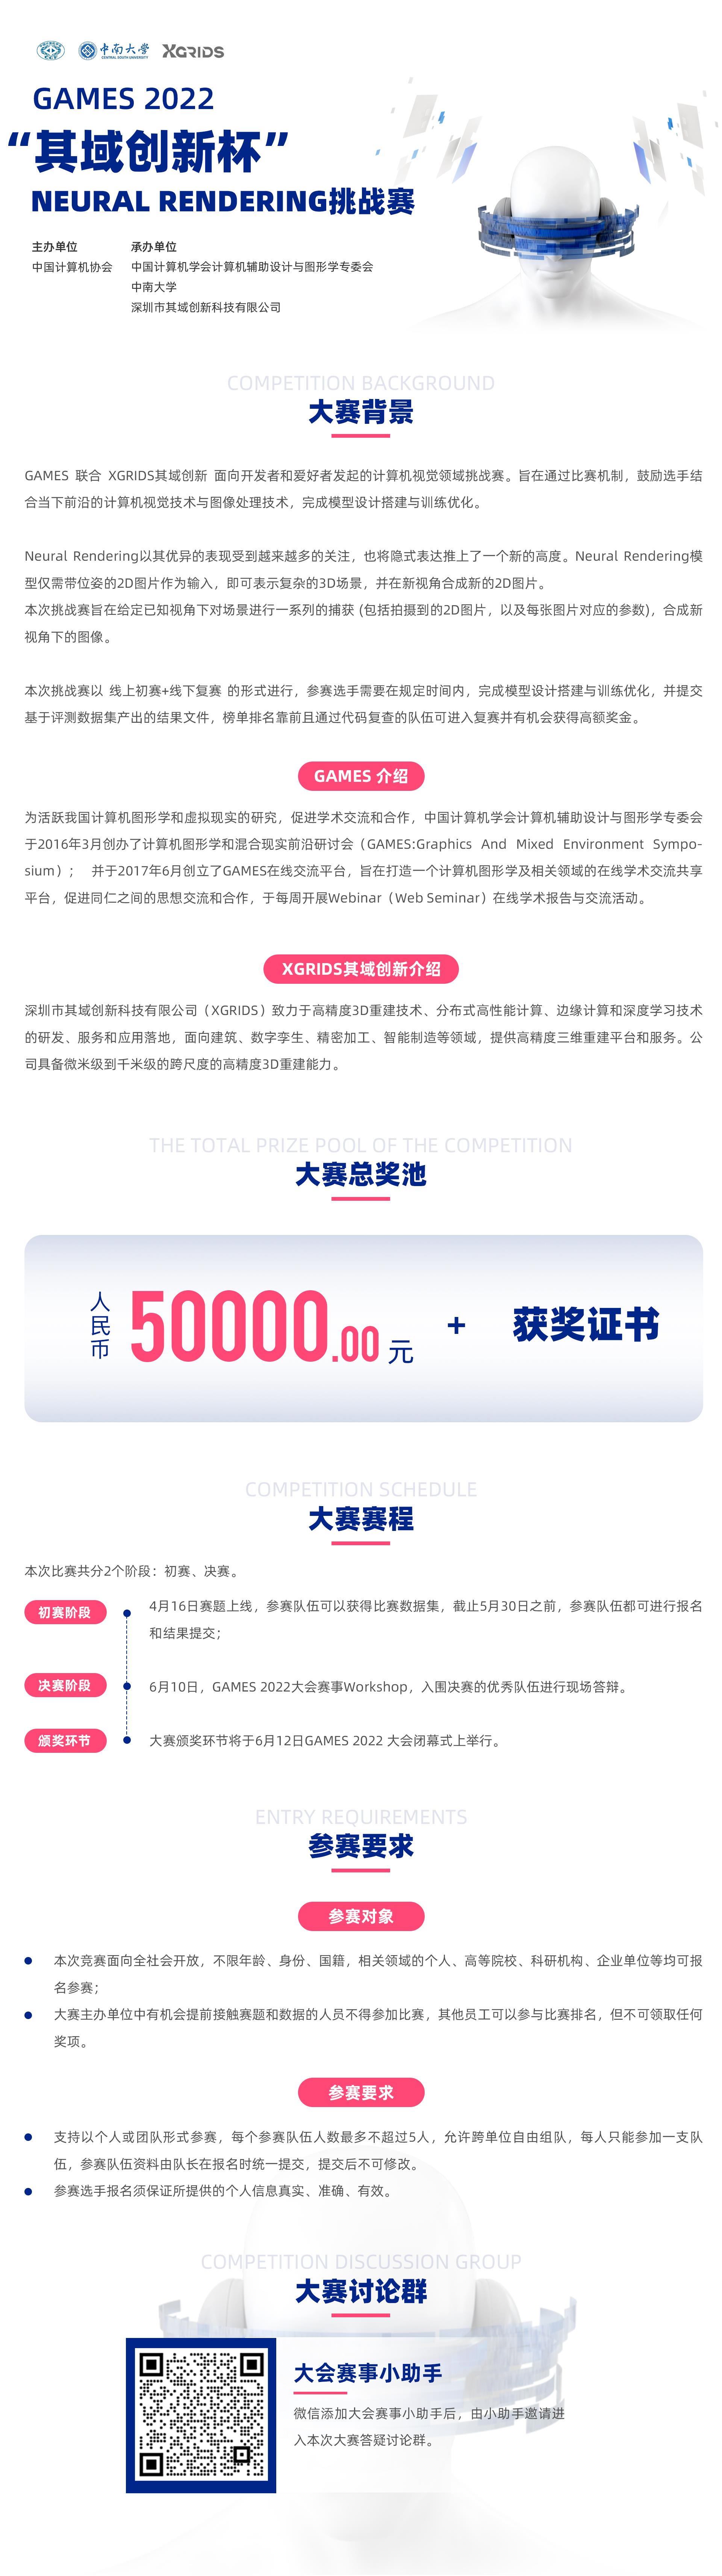 中南大学
CENTRAL SOUTH UNIVERSITY
XGRIDS
GAMES 2022
“其域创新杯”
NEURAL RENDERING挑战赛
主办单位
中国计算机协会
承办单位
中国计算机学会计算机辅助设计与图形学专委会
中南大学
深圳市其域创新科技有限公司
COMPETITION BACKGROUND
大赛背景
GAMES 联合 XGRIDS其域创新 面向开发者和爱好者发起的计算机视觉领域挑战赛。旨在通过比赛机制，鼓励选手结
合当下前沿的计算机视觉技术与图像处理技术，完成模型设计搭建与训练优化。
Neural Rendering以其优异的表现受到越来越多的关注，也将隐式表达推上了一个新的高度。Neural Rendering模
型仅需带位姿的2D图片作为输入，即可表示复杂的3D场景，并在新视角合成新的2D图片。
本次挑战赛旨在给定已知视角下对场景进行一系列的捕获 (包括拍摄到的2D图片，以及每张图片对应的参数)，合成新
视角下的图像。
本次挑战赛以 线上初赛+线下复赛 的形式进行，参赛选手需要在规定时间内，完成模型设计搭建与训练优化，并提交
基于评测数据集产出的结果文件，榜单排名靠前且通过代码复查的队伍可进入复赛并有机会获得高额奖金。
GAMES 介绍
为活跃我国计算机图形学和虚拟现实的研究，促进学术交流和合作，中国计算机学会计算机辅助设计与图形学专委会
于2016年3月创办了计算机图形学和混合现实前沿研讨会（GAMES:Graphics And Mixed Environment Sympo-
sium）； 并于2017年6月创立了GAMES在线交流平台，旨在打造一个计算机图形学及相关领域的在线学术交流共享
平台，促进同仁之间的思想交流和合作，于每周开展Webinar（Web Seminar）在线学术报告与交流活动。
XGRIDS其域创新介绍
深圳市其域创新科技有限公司（XGRIDS）致力于高精度3D重建技术、分布式高性能计算、边缘计算和深度学习技术
的研发、服务和应用落地，面向建筑、数字孪生、精密加工、智能制造等领域，提供高精度三维重建平台和服务。公
司具备微米级到千米级的跨尺度的高精度3D重建能力。
THE TOTAL PRIZE POOL OF THE COMPETITION
大赛总奖池
人民币 50000.00 元 + 获奖证书
COMPETITION SCHEDULE
大赛赛程
本次比赛共分2个阶段：初赛、决赛。
初赛阶段
4月16日赛题上线，参赛队伍可以获得比赛数据集，截止5月30日之前，参赛队伍都可进行报名
和结果提交；
决赛阶段
6月10日，GAMES 2022大会赛事Workshop，入围决赛的优秀队伍进行现场答辩。
颁奖环节
大赛颁奖环节将于6月12日GAMES 2022 大会闭幕式上举行。
ENTRY REQUIREMENTS
参赛要求
参赛对象
本次竞赛面向全社会开放，不限年龄、身份、国籍，相关领域的个人、高等院校、科研机构、企业单位等均可报
名参赛；
大赛主办单位中有机会提前接触赛题和数据的人员不得参加比赛，其他员工可以参与比赛排名，但不可领取任何
奖项。
参赛要求
支持以个人或团队形式参赛，每个参赛队伍人数最多不超过5人，允许跨单位自由组队，每人只能参加一支队
伍，参赛队伍资料由队长在报名时统一提交，提交后不可修改。
参赛选手报名须保证所提供的个人信息真实、准确、有效。
COMPETITION DISCUSSION GROUP
大赛讨论群
大会赛事小助手
微信添加大会赛事小助手后，由小助手邀请进
入本次大赛答疑讨论群。